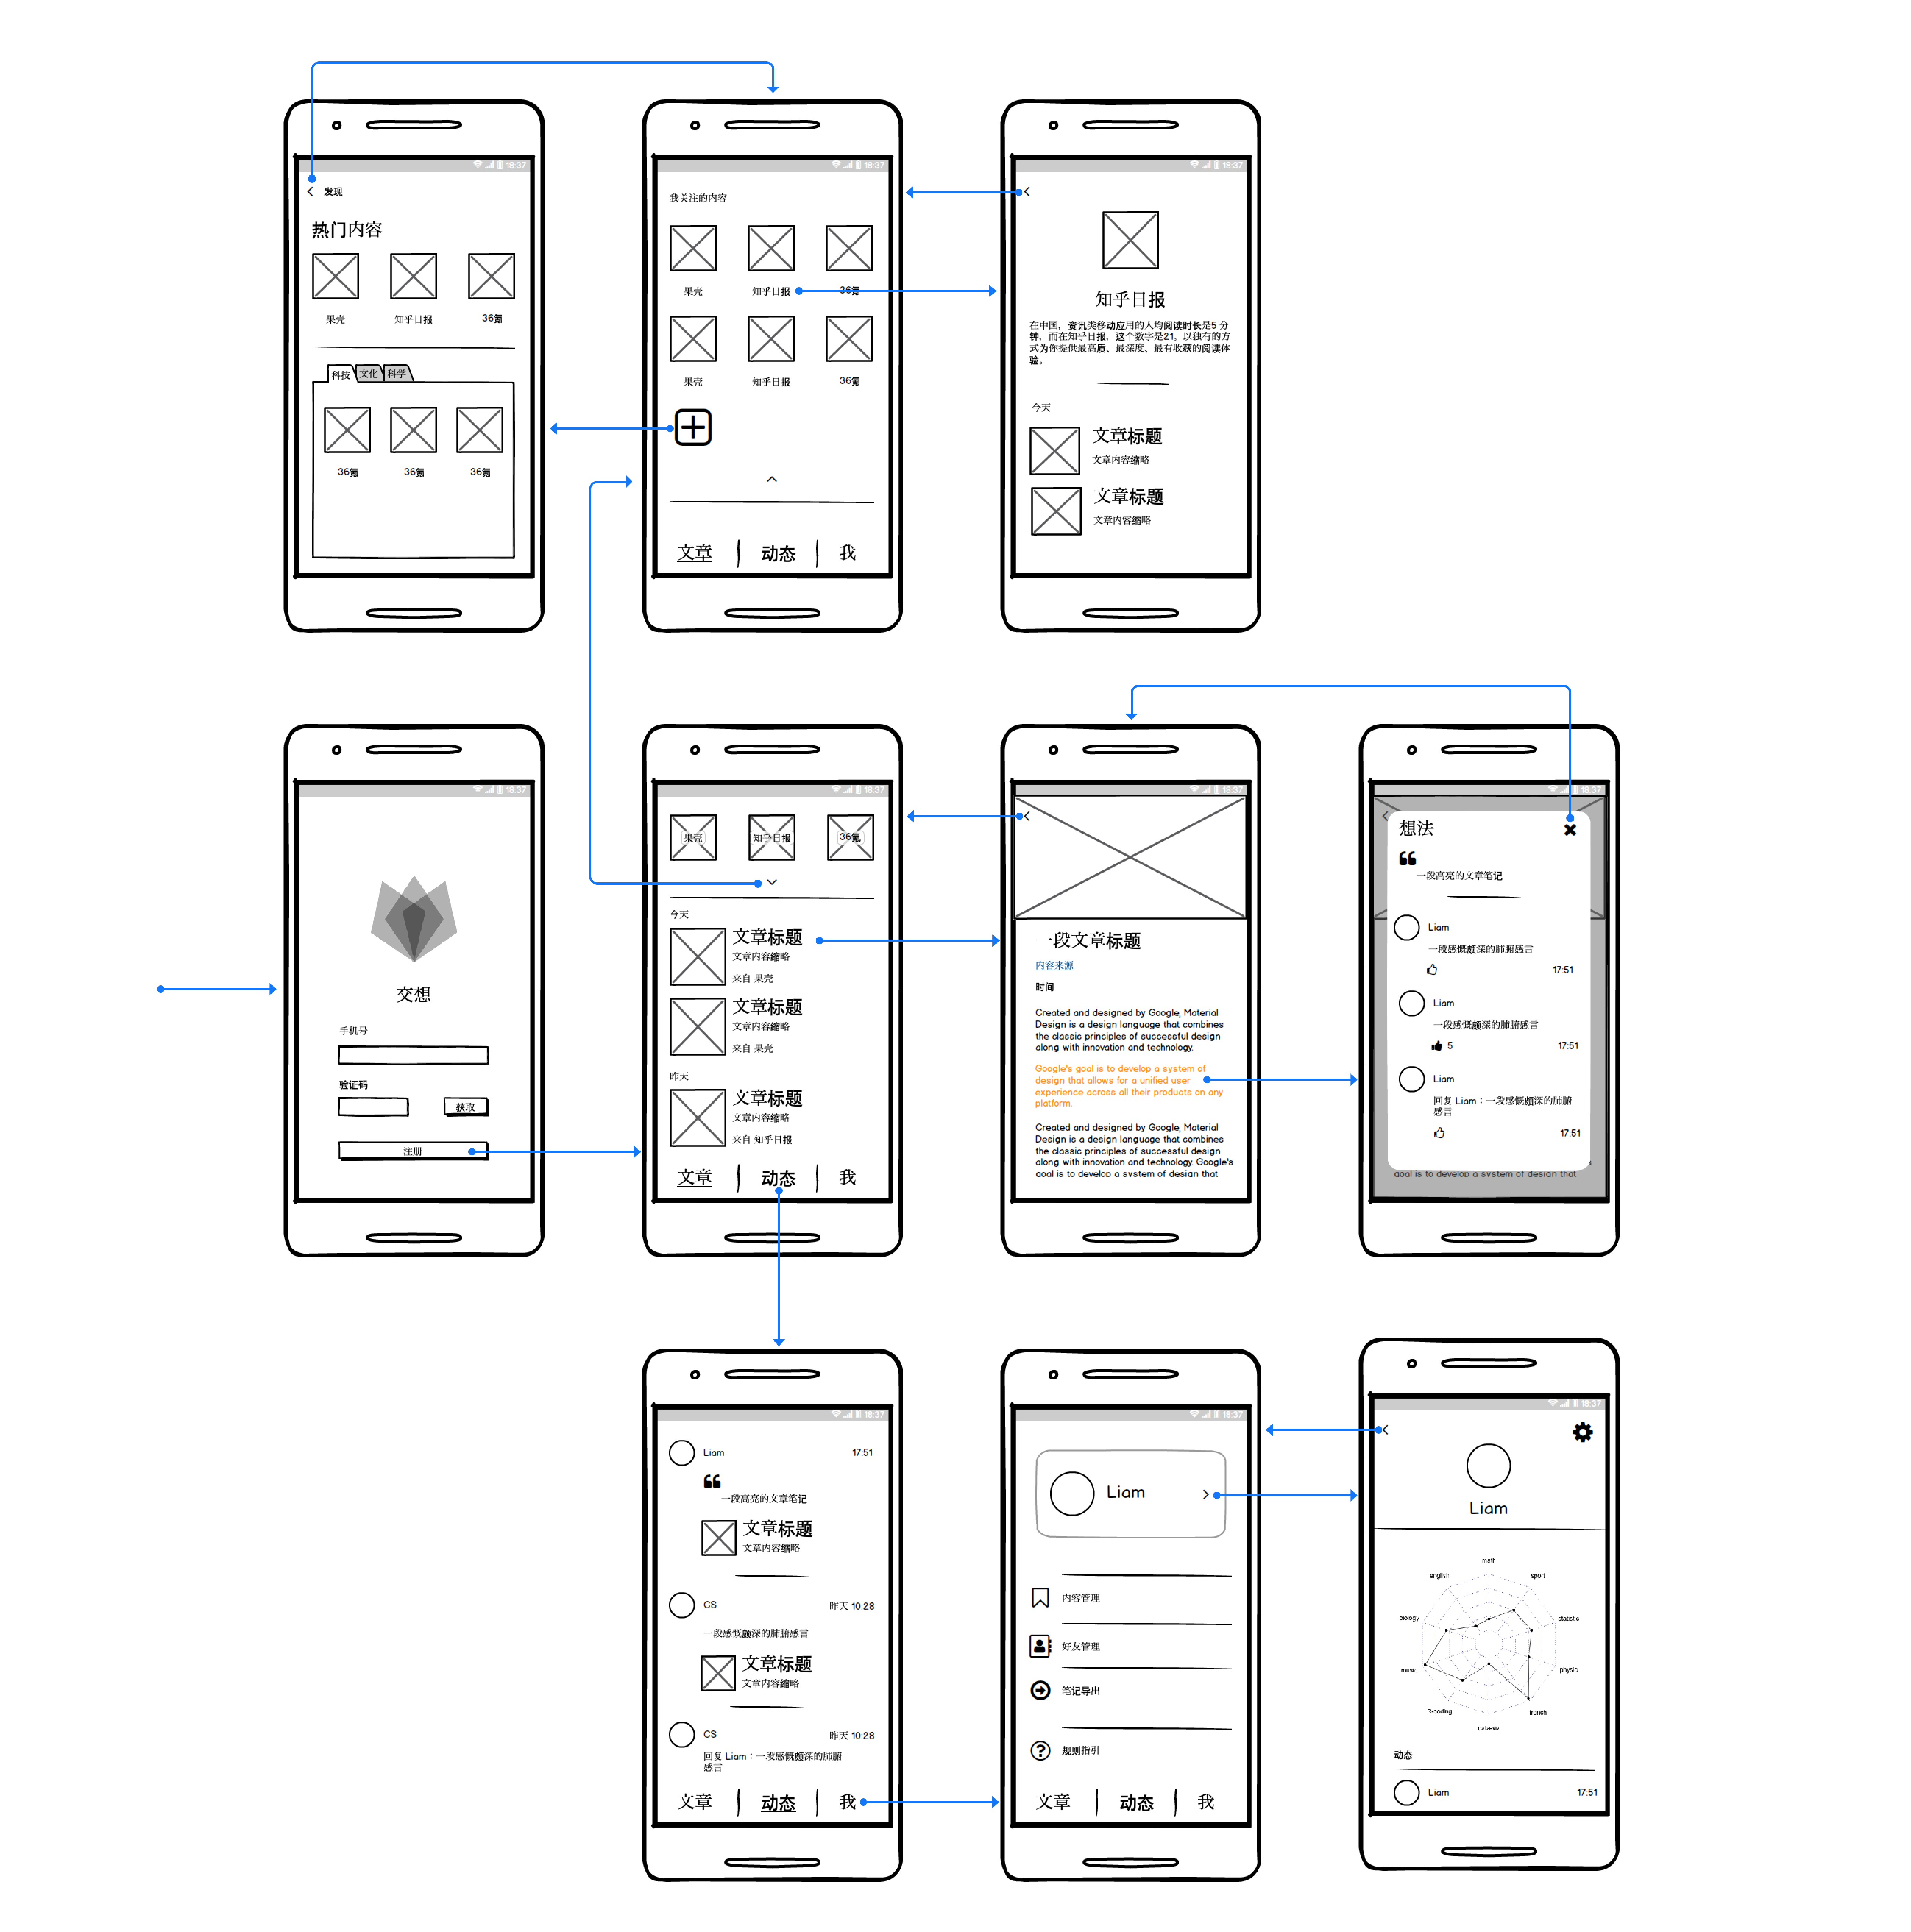 18:37
发现
热门内容
果壳 知乎日报 36氪
科技 文化 科学
36氪 36氪 36氪
18:37
我关注的内容
果壳 知乎日报 36氪
果壳 知乎日报 36氪
文章 动态 我
18:37
知乎日报
在中国，资讯类移动应用的人均阅读时长是5 分
钟，而在知乎日报，这个数字是21。以独有的方
式为你提供最高质、最深度、最有收获的阅读体
验。
今天
文章标题
文章内容缩略
文章标题
文章内容缩略
18:37
交想
手机号
验证码
获取
注册
18:37
果壳 知乎日报 36氪
今天
文章标题
文章内容缩略
来自 果壳
文章标题
文章内容缩略
来自 果壳
昨天
文章标题
文章内容缩略
来自 知乎日报
文章 动态 我
18:37
一段文章标题
内容来源
时间
Created and designed by Google, Material
Design is a design language that combines
the classic principles of successful design
along with innovation and technology.
Google's goal is to develop a system of
design that allows for a unified user
experience across all their products on any
platform.
Created and designed by Google, Material
Design is a design language that combines
the classic principles of successful design
along with innovation and technology. Google's
goal is to develop a system of design that
18:37
想法
一段高亮的文章笔记
Liam
一段感慨颇深的肺腑感言
17:51
Liam
一段感慨颇深的肺腑感言
5 17:51
Liam
回复 Liam：一段感慨颇深的肺腑
感言
17:51
goal is to develop a system of design that
18:37
Liam 17:51
一段高亮的文章笔记
文章标题
文章内容缩略
CS 昨天 10:28
一段感慨颇深的肺腑感言
文章标题
文章内容缩略
CS 昨天 10:28
回复 Liam：一段感慨颇深的肺腑
感言
文章 动态 我
18:37
Liam
内容管理
好友管理
笔记导出
规则指引
文章 动态 我
18:37
Liam
math
english sport
biology statistic
music physic
R-coding french
data-viz
动态
Liam 17:51